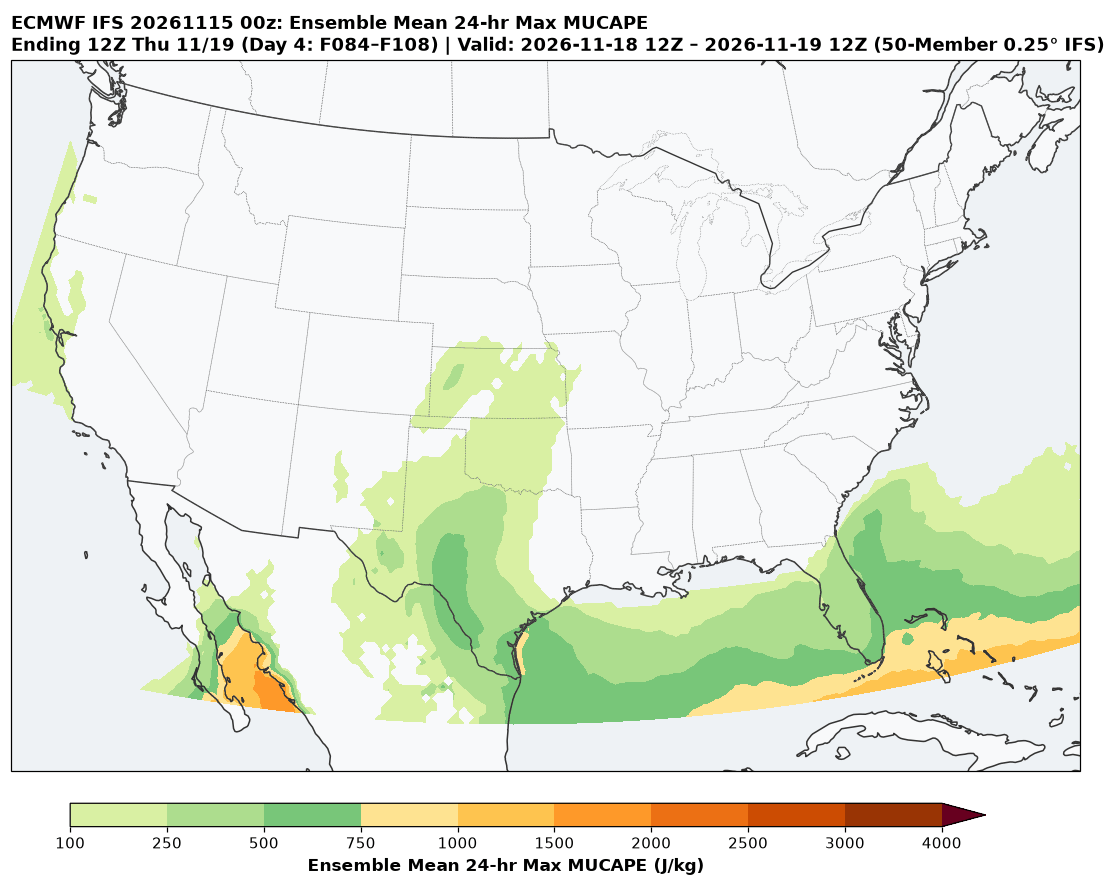 ECMWF IFS 20261115 00z: Ensemble Mean 24-hr Max MUCAPE
Ending 12Z Thu 11/19 (Day 4: F084–F108) | Valid: 2026-11-18 12Z – 2026-11-19 12Z (50-Member 0.25° IFS)
100 250 500 750 1000 1500 2000 2500 3000 4000
Ensemble Mean 24-hr Max MUCAPE (J/kg)